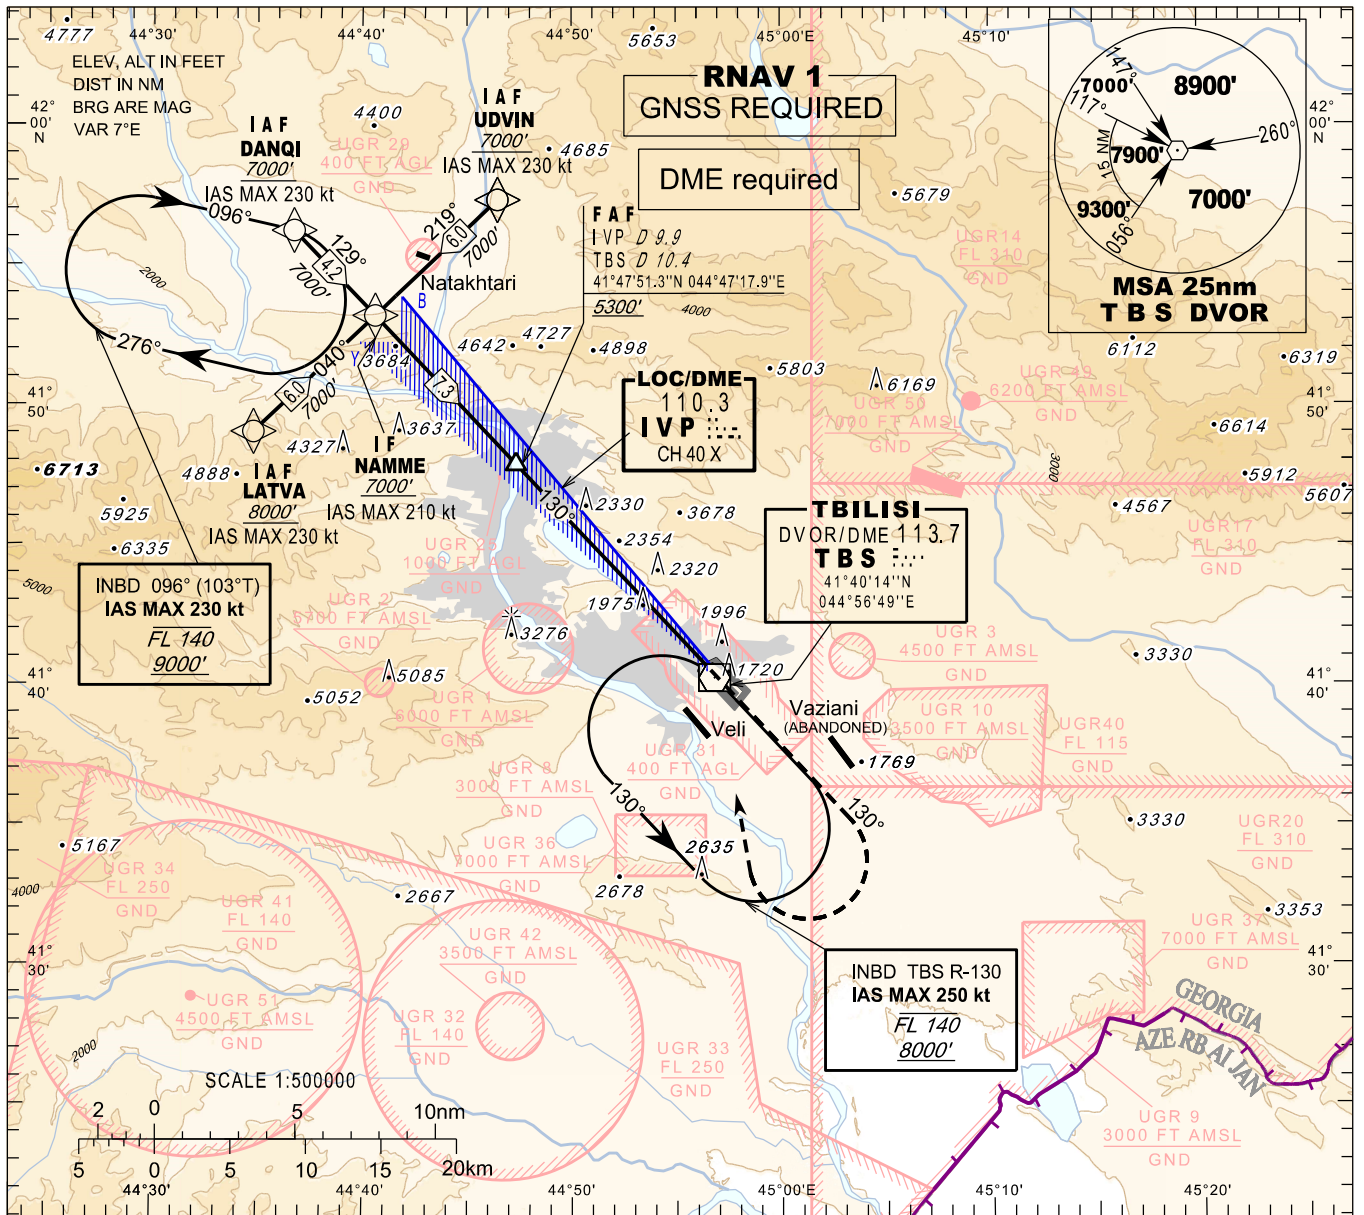 44°30'
44°40'
44°50'
45°00'E
45°10'
4777
5653
ELEV, ALT IN FEET
DIST IN NM
BRG ARE MAG
VAR 7°E
42°
00'
N
RNAV 1
GNSS REQUIRED
DME required
147°
7000'
117°
8900'
260°
15 NM
7900'
7000'
9300'
056°
MSA 25nm
TBS DVOR
42°
00'
N
IAF
DANQI
7000'
IAS MAX 230 kt
IAF
UDVIN
7000'
IAS MAX 230 kt
4400
UGR 29
400 FT AGL
GND
4685
5679
096°
129°
4.2
7000'
219°
6.0
7000'
2000
276°
Natakhtari
FAF
IVP D 9.9
TBS D 10.4
41°47'51.3"N 044°47'17.9"E
5300'
4000
UGR14
FL 310
GND
B
Y
3684
4642
4727
4898
5803
6169
6112
6319
040°
6.0
7000'
7.3
LOC/DME
110.3
IVP
CH 40 X
UGR 50
7000 FT AMSL
GND
UGR 49
6200 FT AMSL
GND
41°
50'
41°
50'
4327
3637
6614
6713
4888
IAF
LATVA
8000'
IAS MAX 230 kt
IF
NAMME
7000'
IAS MAX 210 kt
3000
5912
5607
5925
6335
130°
2330
3678
4567
UGR17
FL 310
GND
2354
2320
TBILISI
DVOR/DME 113.7
TBS
41°40'14''N
044°56'49''E
5000
INBD 096° (103°T)
IAS MAX 230 kt
FL 140
9000'
UGR 25
1000 FT AGL
GND
UGR 2
5700 FT AMSL
GND
1975
1996
3276
1720
UGR 3
4500 FT AMSL
GND
3330
41°
40'
41°
40'
5085
5052
UGR 1
6000 FT AMSL
GND
Veli
Vaziani
(ABANDONED)
UGR 10
3500 FT AMSL
GND
UGR40
FL 115
GND
1769
UGR 31
400 FT AGL
GND
UGR 8
3000 FT AMSL
GND
130°
130°
3330
UGR20
FL 310
GND
5167
UGR 36
7000 FT AMSL
GND
2635
2678
UGR 34
FL 250
GND
4000
UGR 41
FL 140
GND
2667
3353
UGR 37
7000 FT AMSL
GND
UGR 42
3500 FT AMSL
GND
41°
30'
41°
30'
INBD TBS R-130
IAS MAX 250 kt
FL 140
8000'
UGR 51
4500 FT AMSL
GND
UGR 32
FL 140
GND
UGR 33
FL 250
GND
2000
GEORGIA
AZERBAIJAN
UGR 9
3000 FT AMSL
GND
SCALE 1:500000
2 0 5 10nm
5 0 5 10 15 20km
44°30'
44°40'
44°50'
45°00'E
45°10'
45°20'